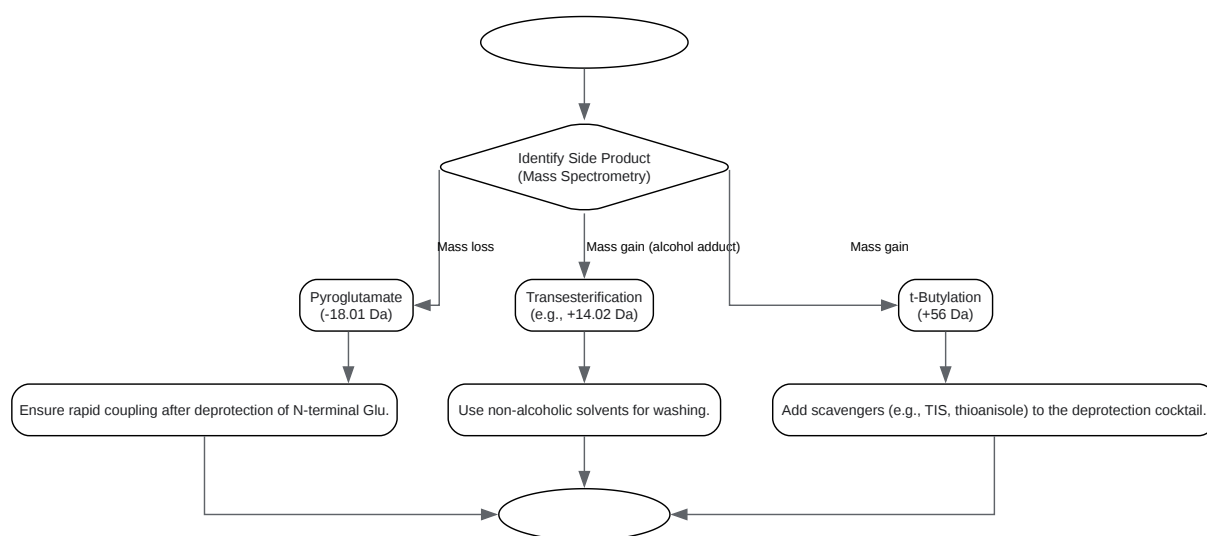 Identify Side Product
(Mass Spectrometry)
Mass loss
Mass gain (alcohol adduct)
Mass gain
Pyroglutamate
(-18.01 Da)
Transesterification
(e.g., +14.02 Da)
t-Butylation
(+56 Da)
Ensure rapid coupling after deprotection of N-terminal Glu.
Use non-alcoholic solvents for washing.
Add scavengers (e.g., TIS, thioanisole) to the deprotection cocktail.